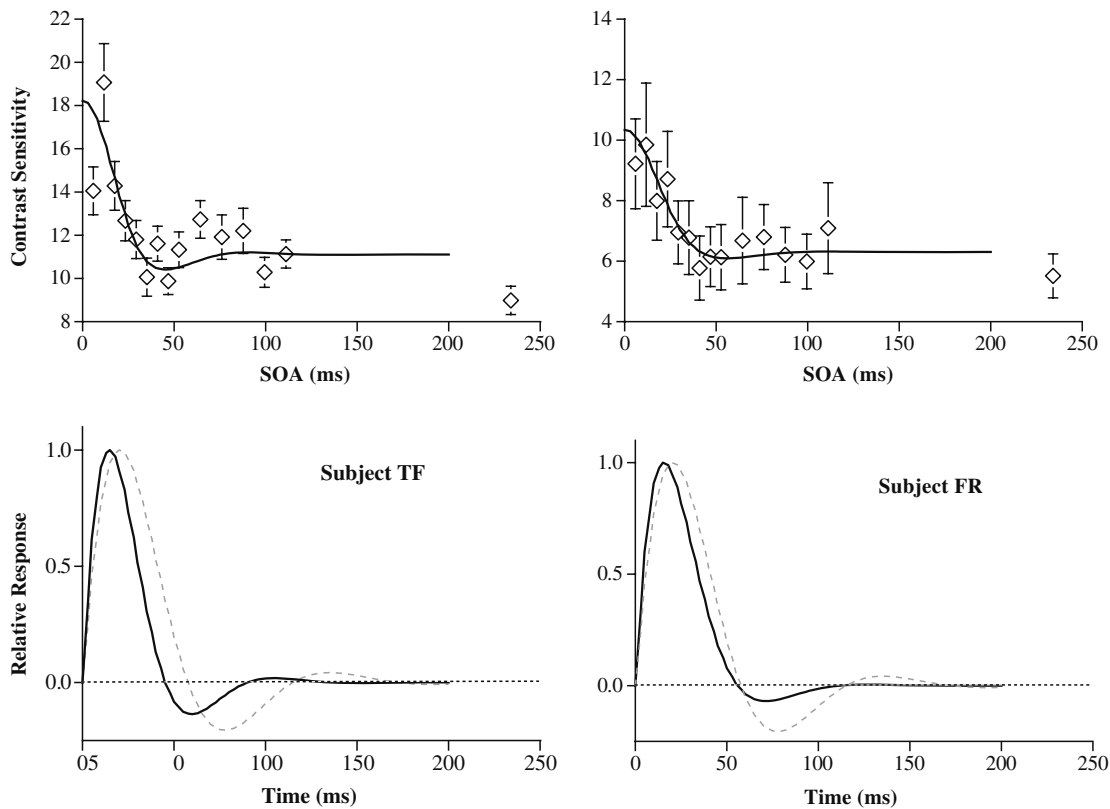 22
20
18
16
14
12
10
8
Contrast Sensitivity
0 50 100 150 200 250
SOA (ms)
14
12
10
8
6
4
0 50 100 150 200 250
SOA (ms)
1.0
0.5
0.0
Relative Response
Subject TF
05 0 100 150 200 250
Time (ms)
1.0
0.5
0.0
Subject FR
0 50 100 150 200 250
Time (ms)